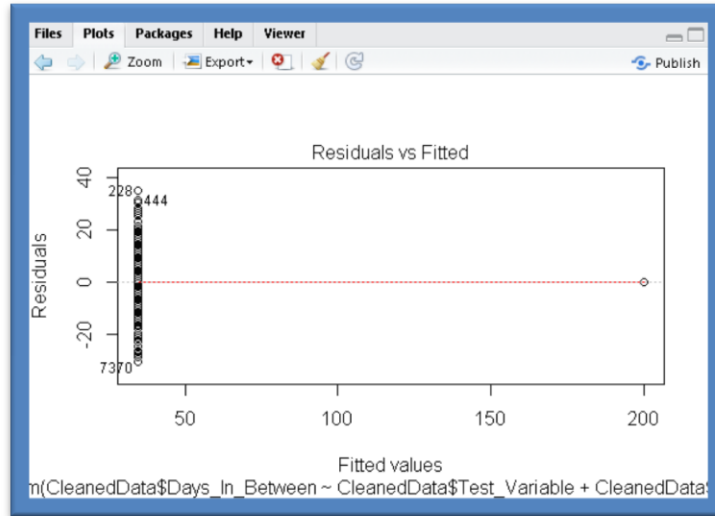 Files Plots Packages Help Viewer
Zoom Export Publish
Residuals vs Fitted
40
20
0
-20
Residuals
228
444
7370
50 100 150 200
Fitted values
m(CleanedData$Days_In_Between ~ CleanedData$Test_Variable + CleanedData$